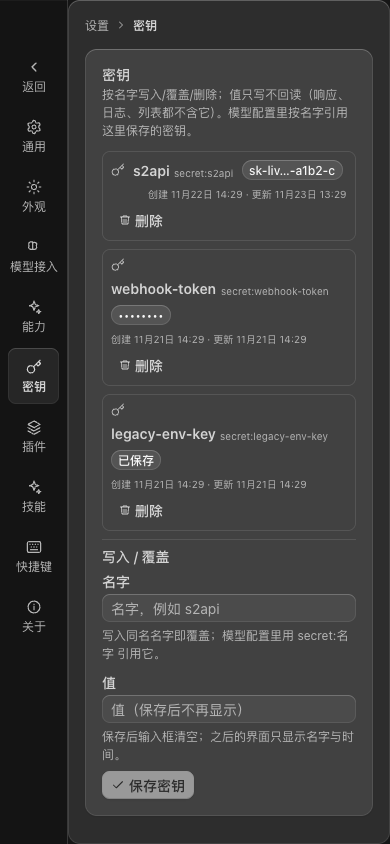 设置 > 密钥
返回
通用
外观
模型接入
能力
密钥
插件
技能
快捷键
关于
密钥
按名字写入/覆盖/删除；值只写不回读（响应、
日志、列表都不含它）。模型配置里按名字引用
这里保存的密钥。
s2api secret:s2api sk-liv…-a1b2-c
创建 11月22日 14:29 · 更新 11月23日 13:29
删除
webhook-token secret:webhook-token
••••••••
创建 11月21日 14:29 · 更新 11月21日 14:29
删除
legacy-env-key secret:legacy-env-key
已保存
创建 11月21日 14:29 · 更新 11月21日 14:29
删除
写入 / 覆盖
名字
名字，例如 s2api
写入同名名字即覆盖；模型配置里用 secret:名
字 引用它。
值
值（保存后不再显示）
保存后输入框清空；之后的界面只显示名字与时
间。
保存密钥